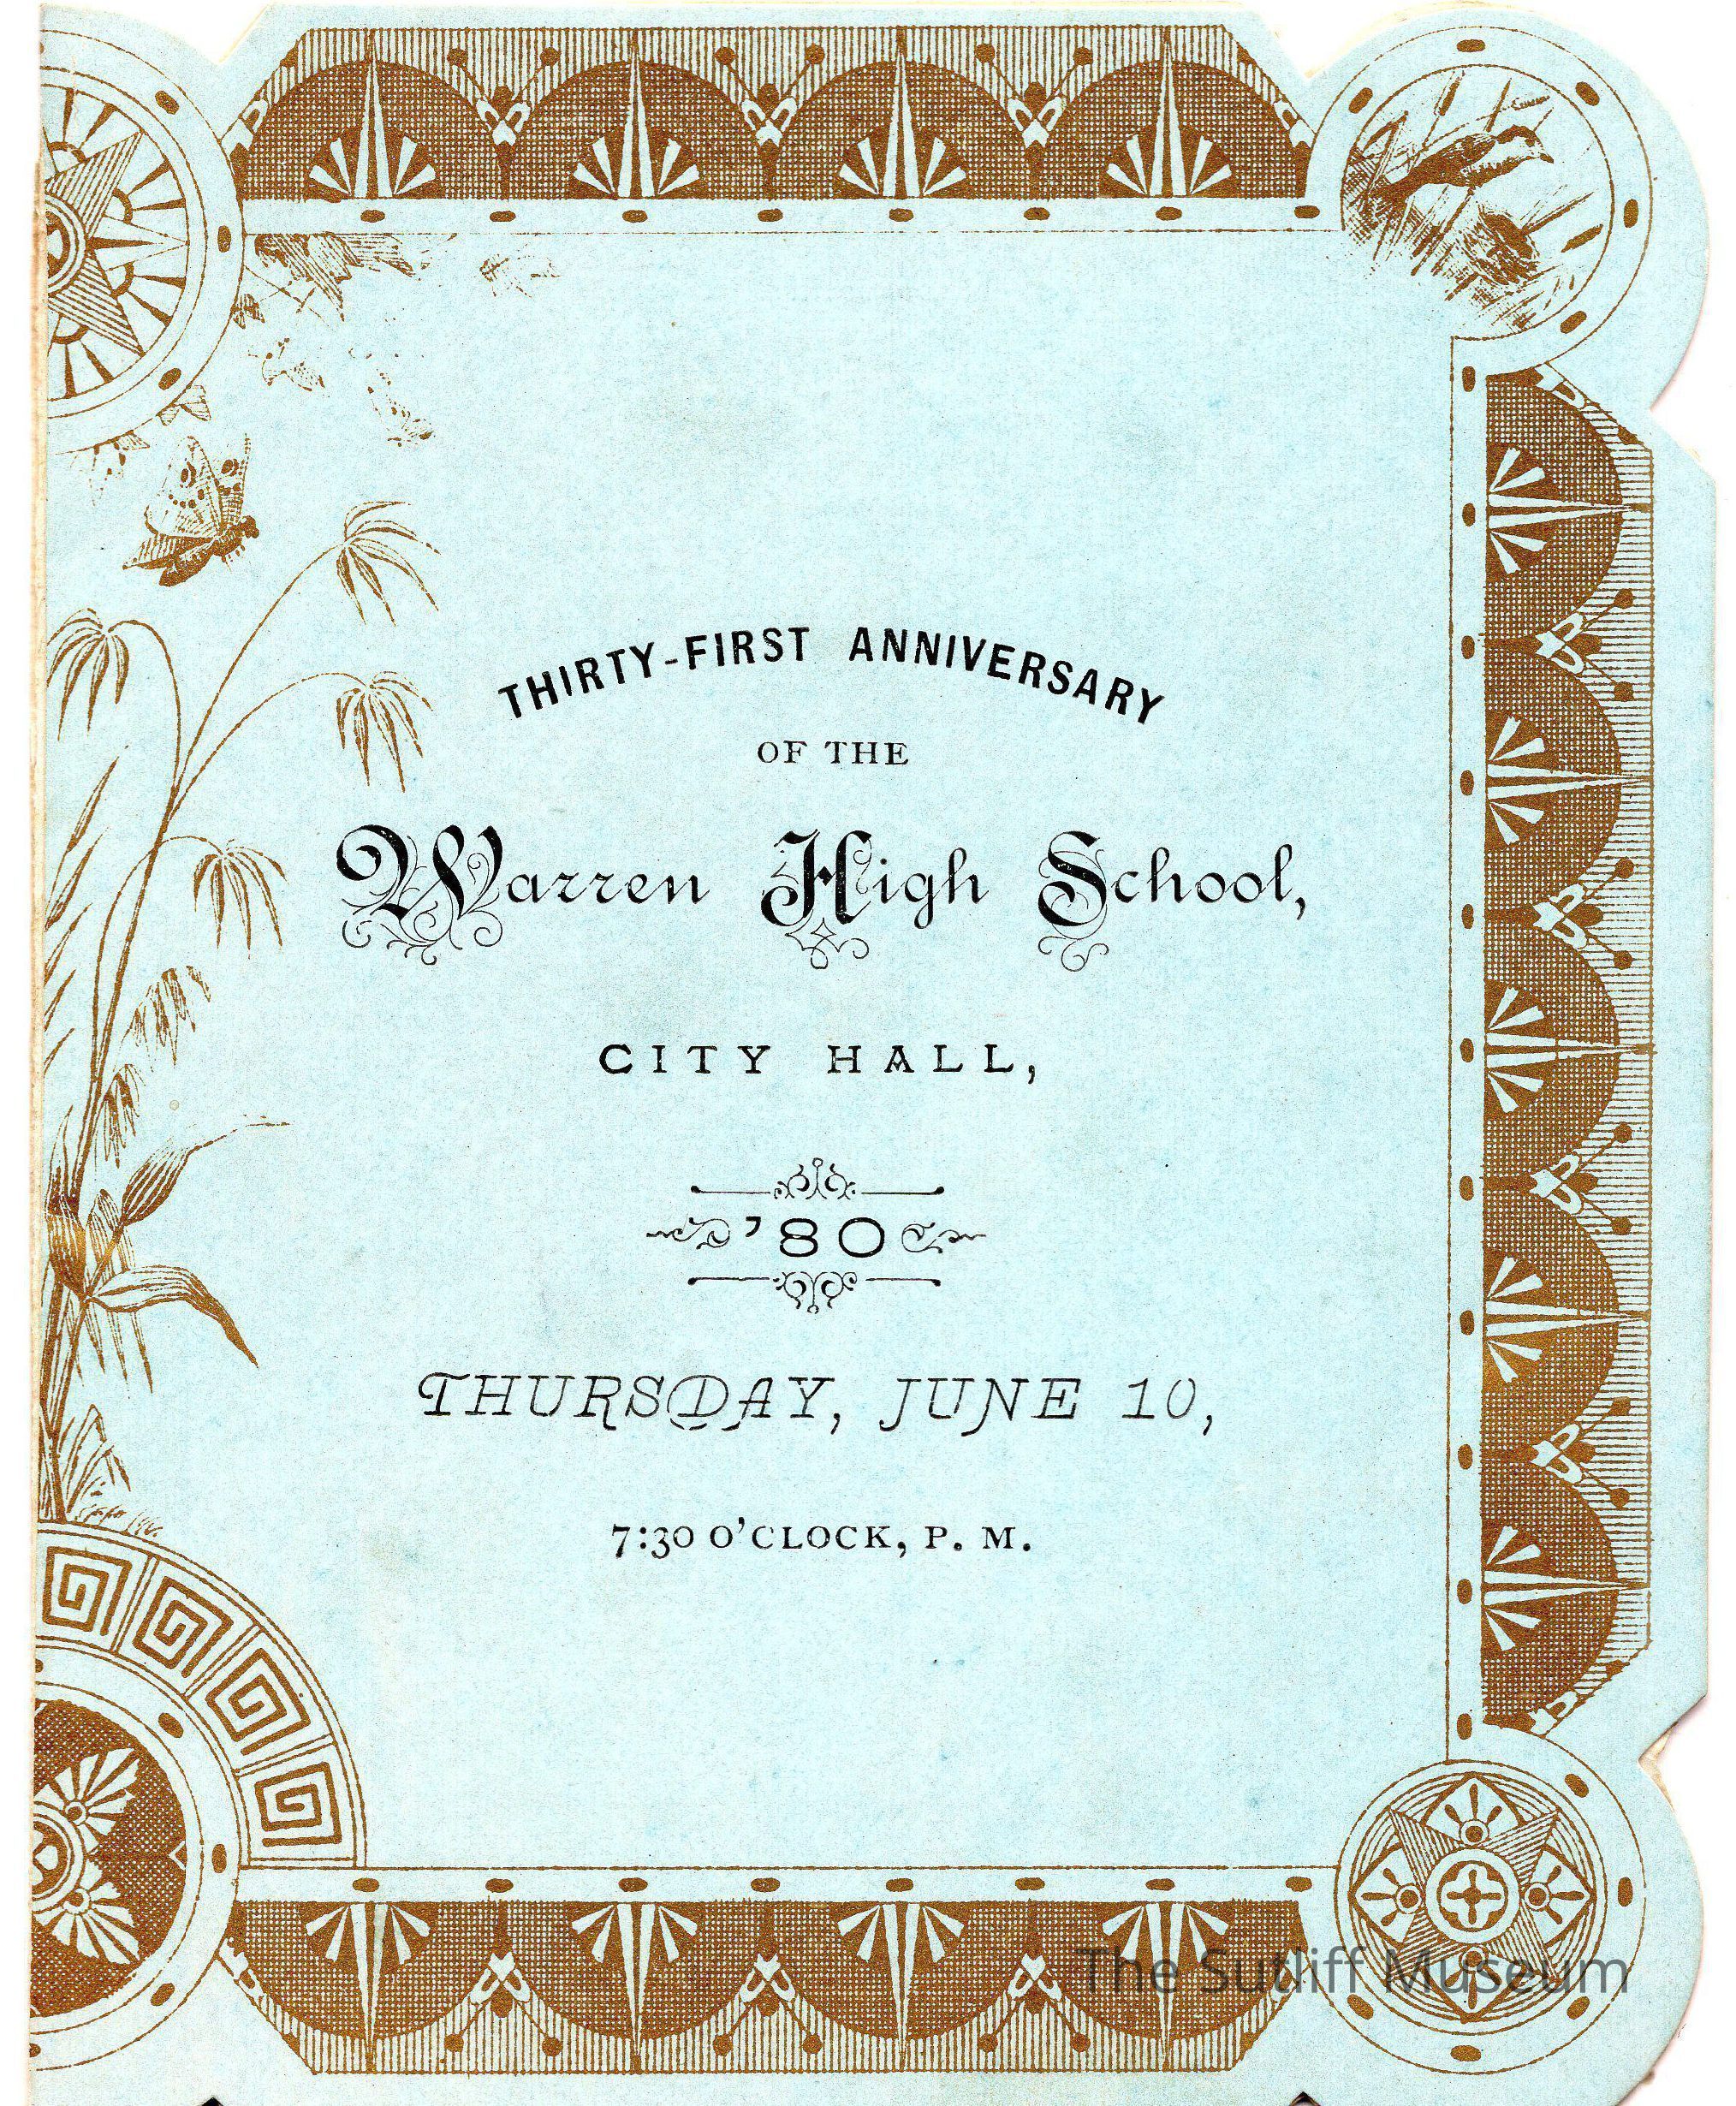 THIRTY-FIRST ANNIVERSARY
OF THE
Warren High School,
CITY HALL,
'80
THURSDAY, JUNE 10,
7:30 O'CLOCK, P. M.
The Sutliff Museum